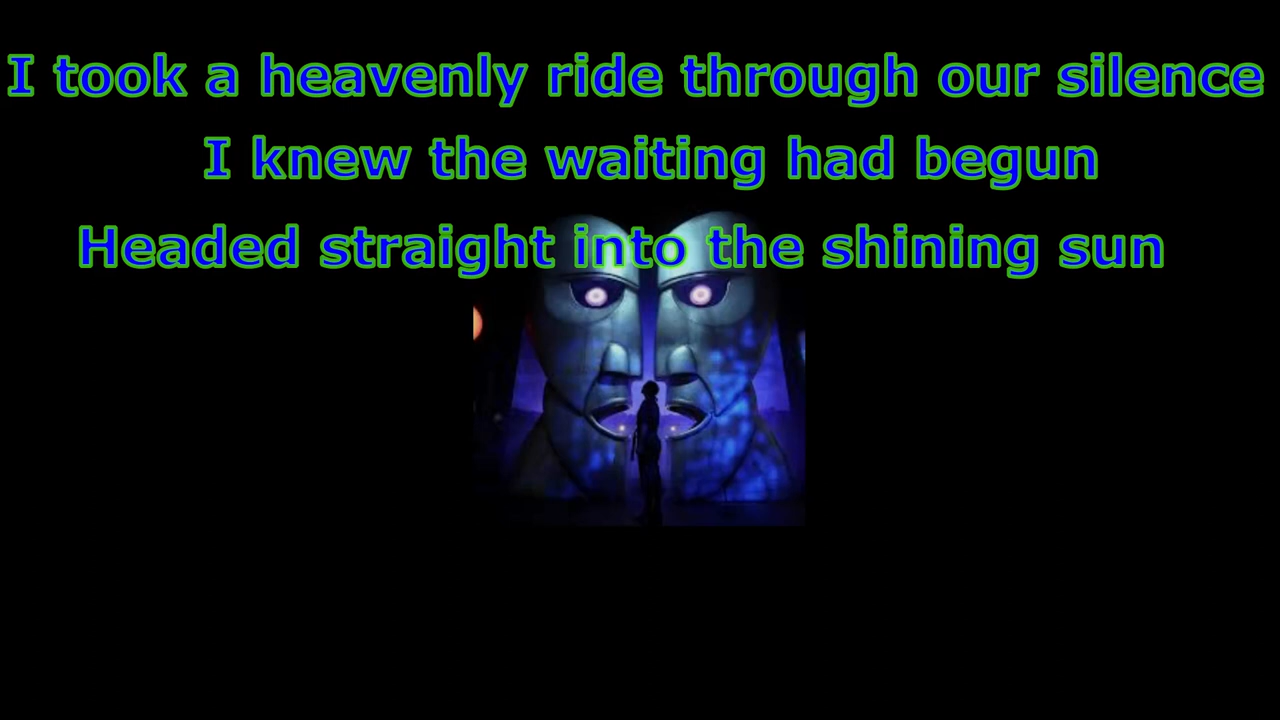 I took a heavenly ride through our silence
I knew the waiting had begun
Headed straight into the shining sun